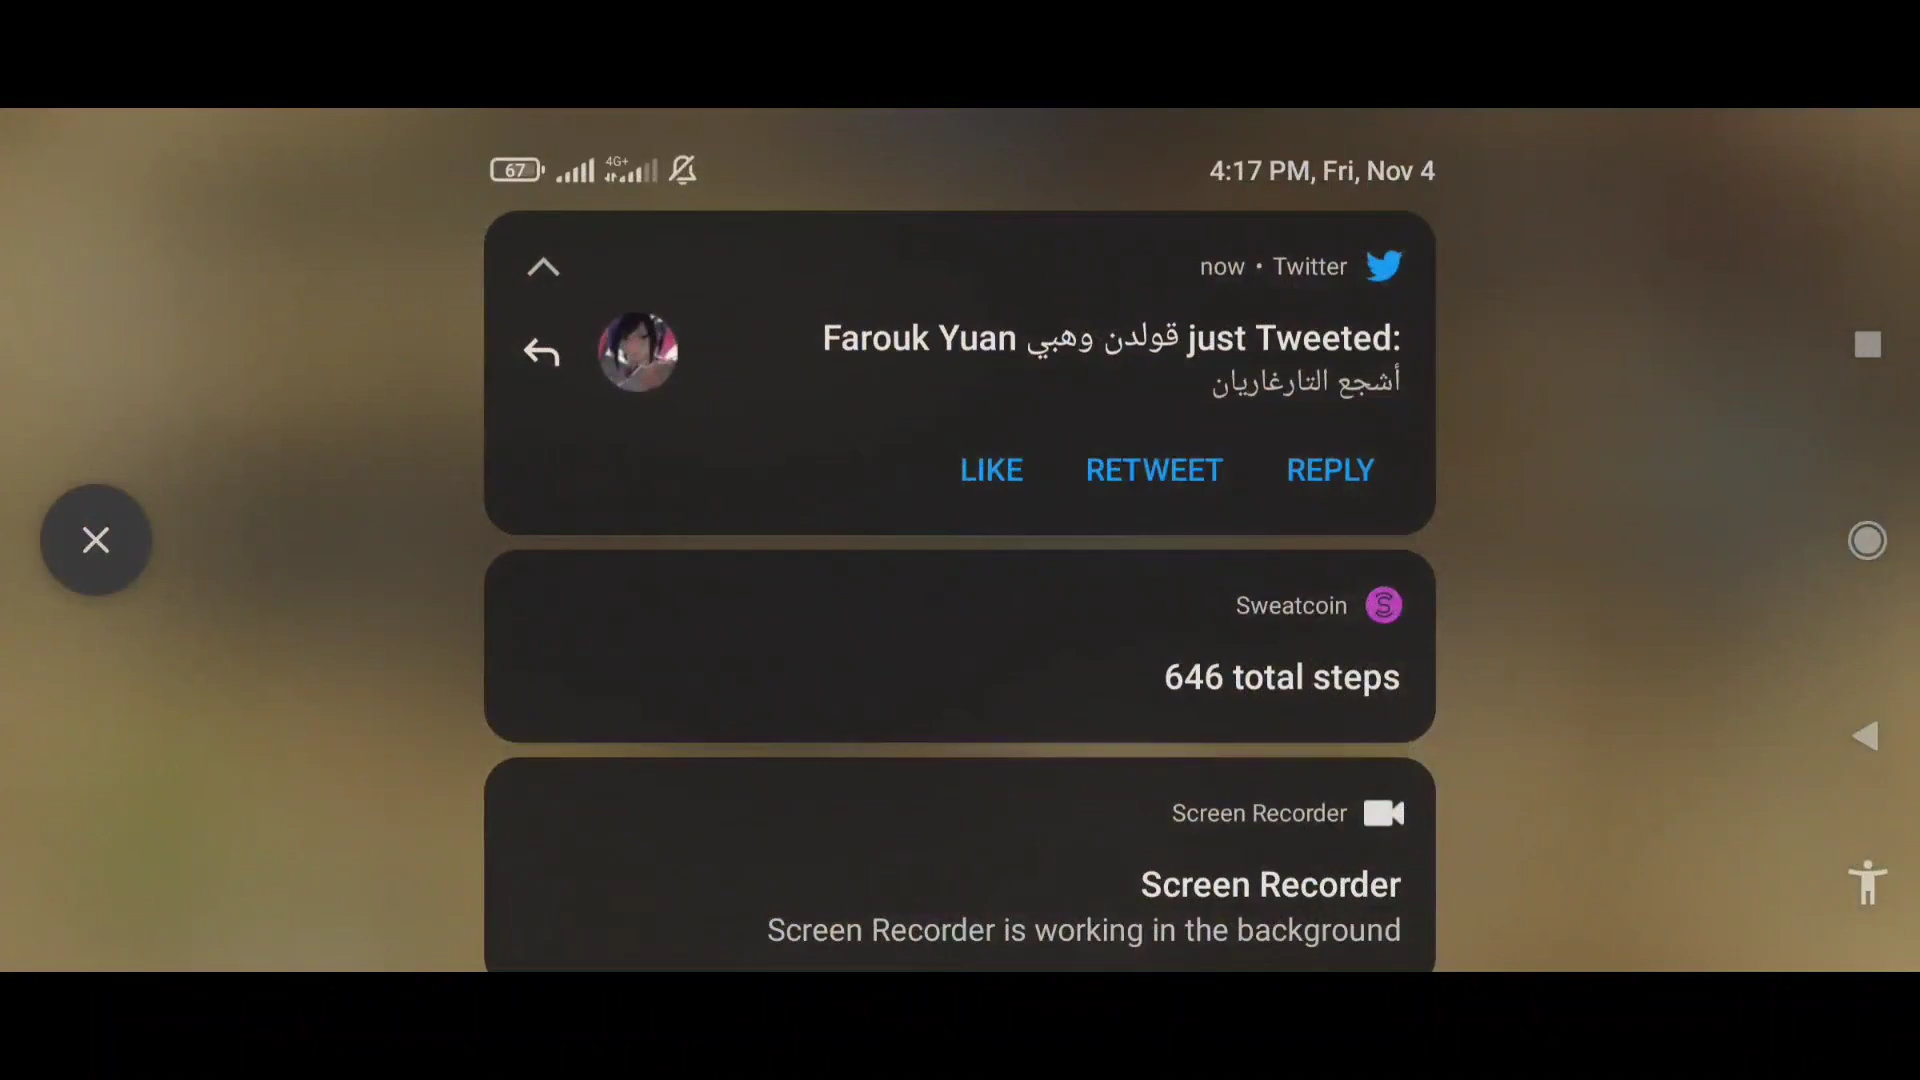 67 4G+ 4:17 PM, Fri, Nov 4
now • Twitter
Farouk Yuan قولدن وهبي just Tweeted:
أشجع التارغاريان
LIKE RETWEET REPLY
Sweatcoin
646 total steps
Screen Recorder
Screen Recorder
Screen Recorder is working in the background